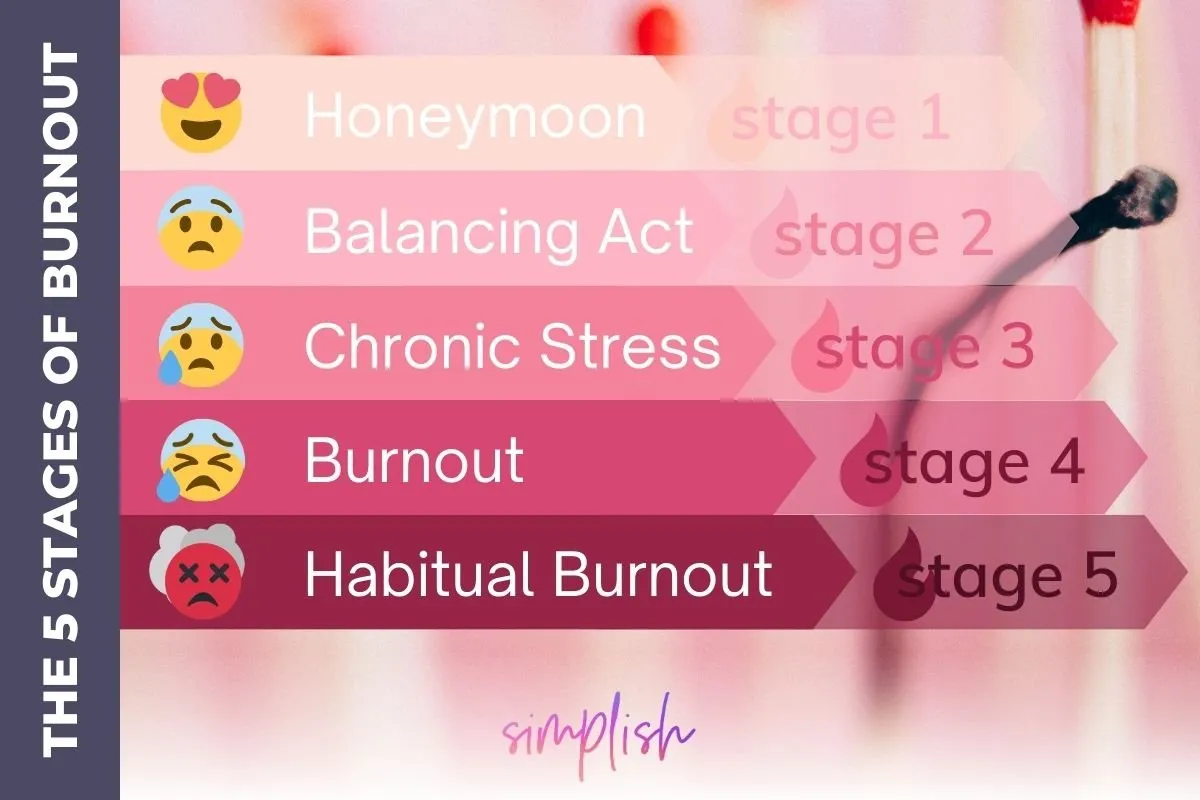 THE 5 STAGES OF BURNOUT
Honeymoon stage 1
Balancing Act stage 2
Chronic Stress stage 3
Burnout stage 4
Habitual Burnout stage 5
simplish